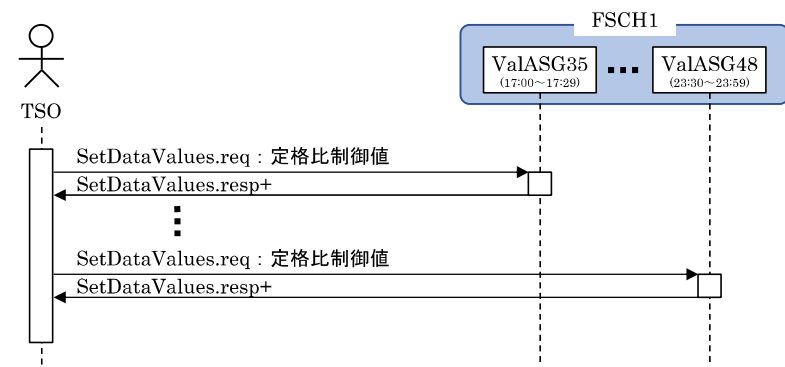 FSCH1
ValASG35
(17:00～17:29)
•••
ValASG48
(23:30～23:59)
TSO
SetDataValues.req：定格比制御値
SetDataValues.resp+
SetDataValues.req：定格比制御値
SetDataValues.resp+